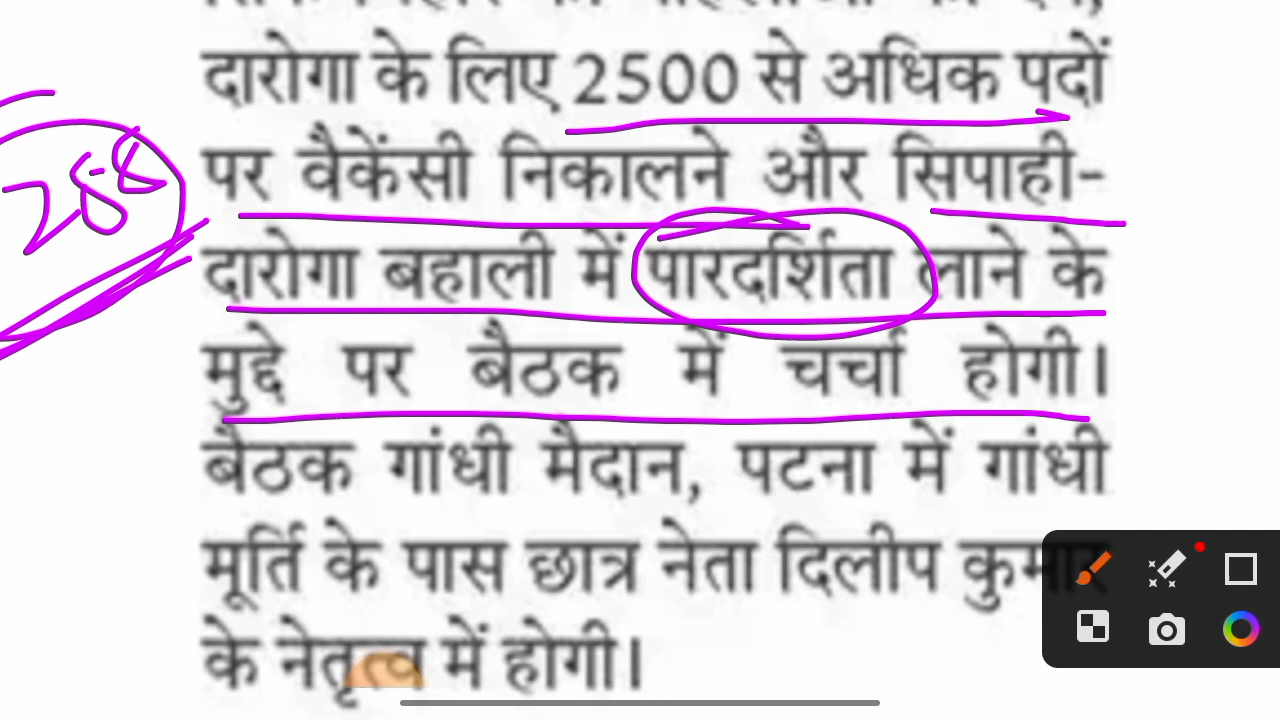 दारोगा के लिए 2500 से अधिक पदों
पर वैकेंसी निकालने और सिपाही-
दारोगा बहाली में पारदर्शिता लाने के
मुद्दे पर बैठक में चर्चा होगी।
बैठक गांधी मैदान, पटना में गांधी
मूर्ति के पास छात्र नेता दिलीप कुमार
के नेतृत्व में होगी।